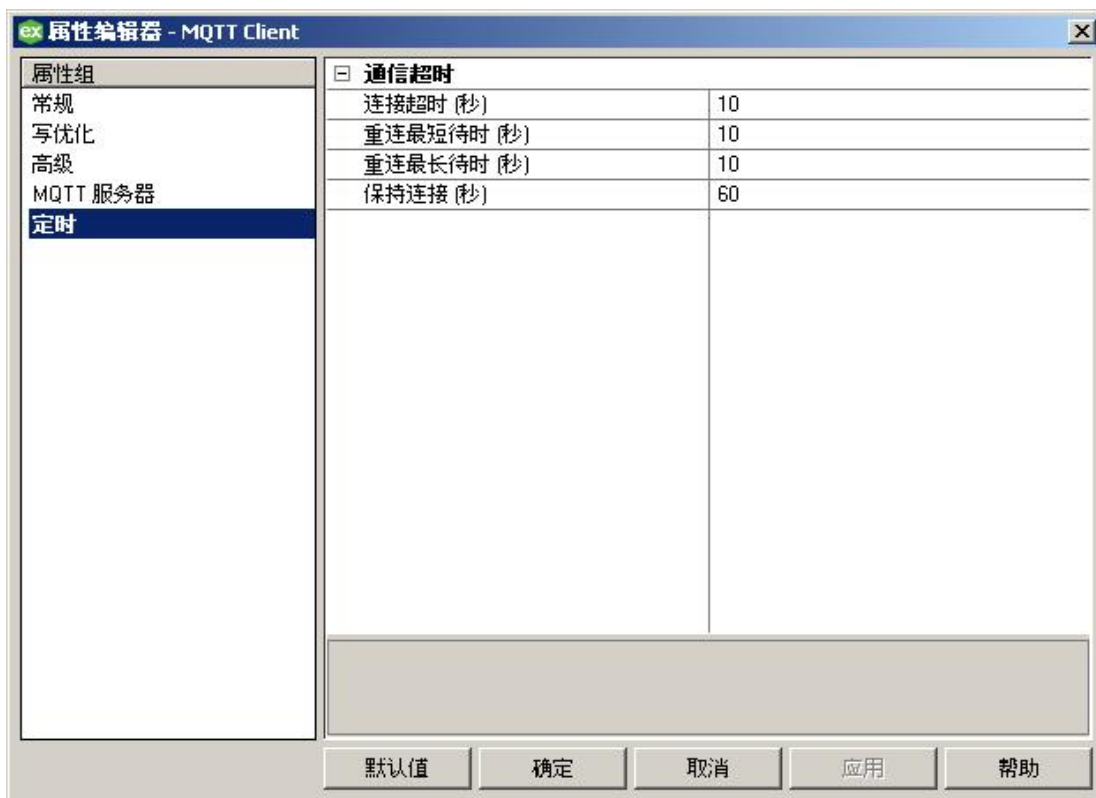 ex 属性编辑器 - MQTT Client
属性组
常规
写优化
高级
MQTT 服务器
定时
通信超时
连接超时 (秒) 10
重连最短待时 (秒) 10
重连最长待时 (秒) 10
保持连接 (秒) 60
默认值 确定 取消 应用 帮助